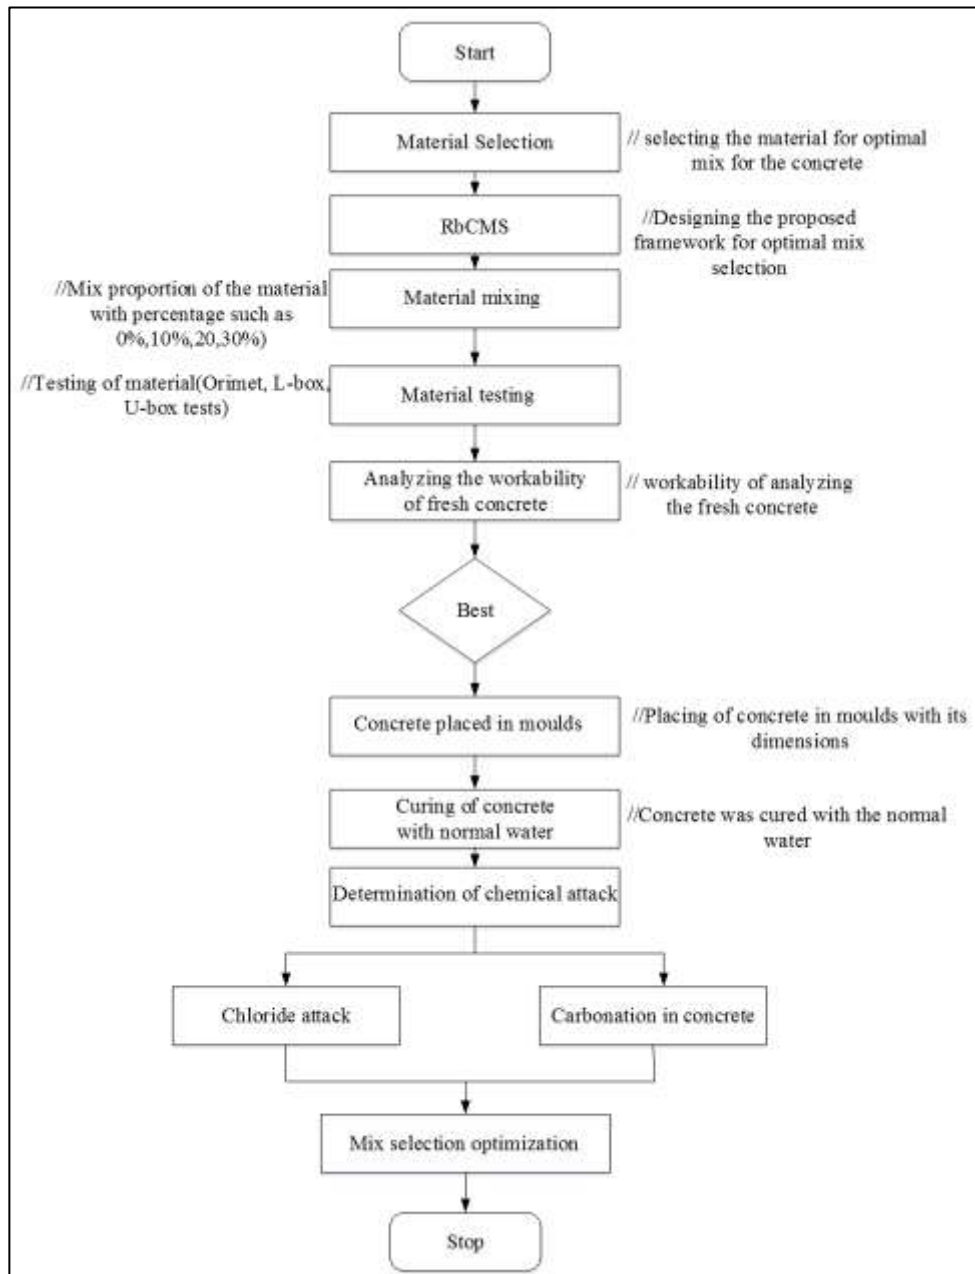 Start
Material Selection
// selecting the material for optimal
mix for the concrete
RbCMS
//Designing the proposed
framework for optimal mix
selection
//Mix proportion of the material
with percentage such as
0%,10%,20,30%)
Material mixing
//Testing of material(Orimet, L-box,
U-box tests)
Material testing
Analyzing the workability
of fresh concrete
// workability of analyzing
the fresh concrete
Best
Concrete placed in moulds
//Placing of concrete in moulds with its
dimensions
Curing of concrete
with normal water
//Concrete was cured with the normal
water
Determination of chemical attack
Chloride attack
Carbonation in concrete
Mix selection optimization
Stop